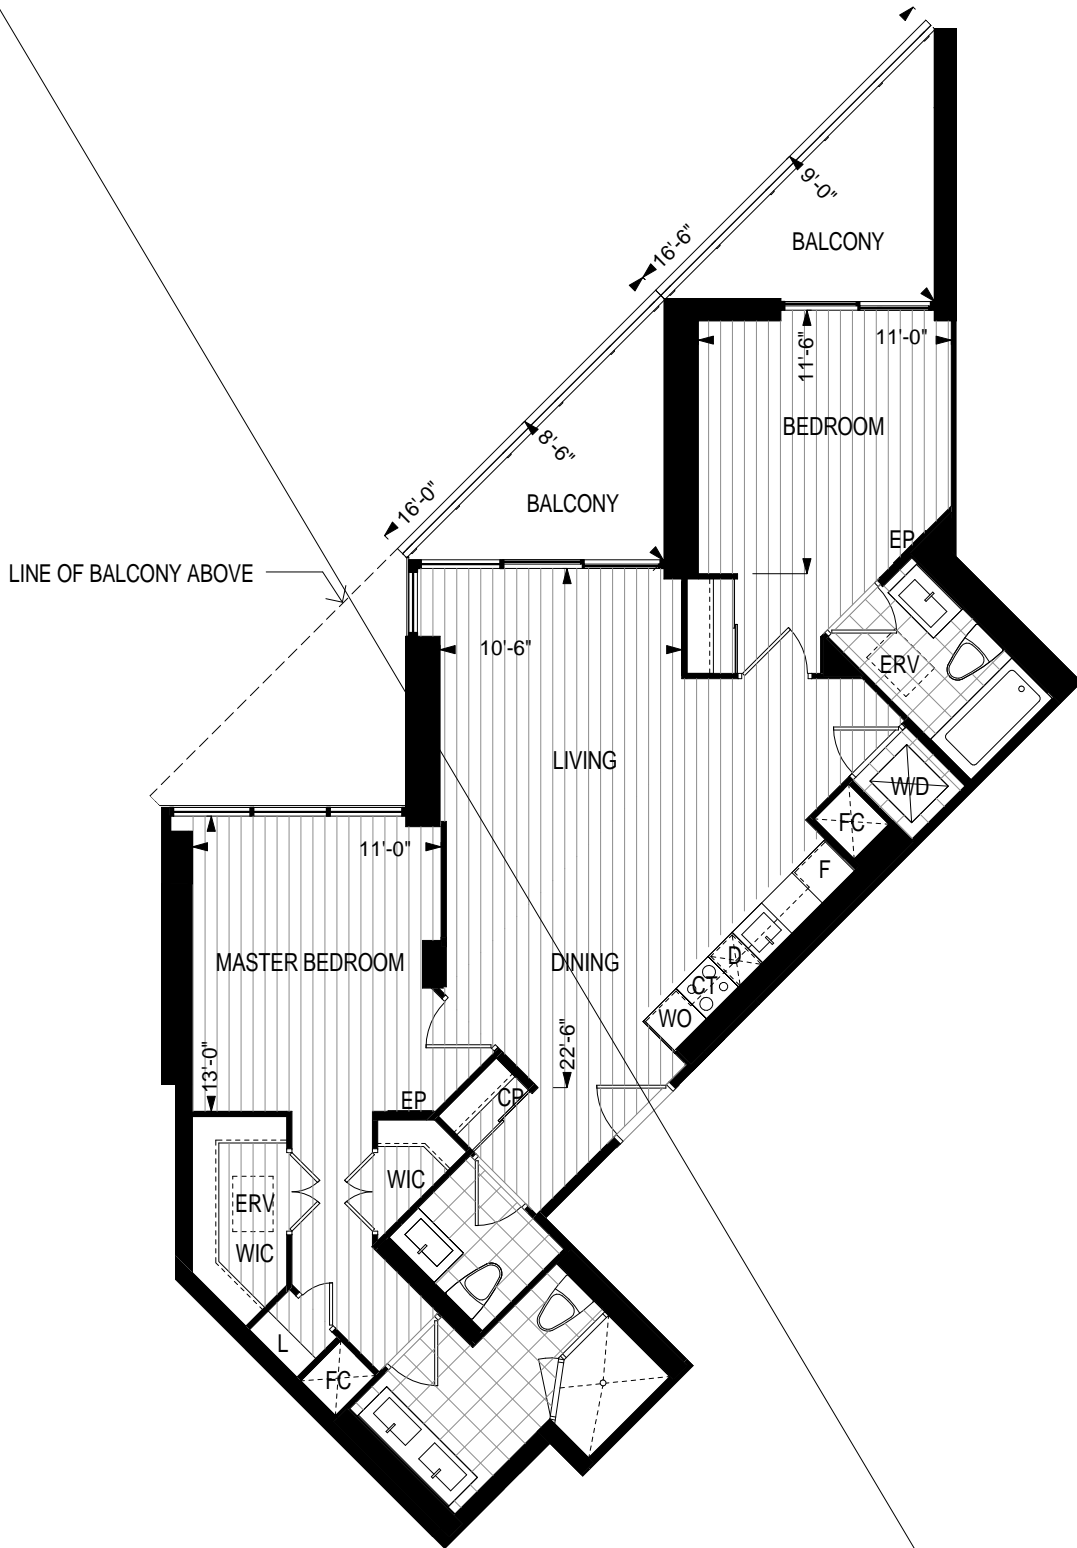 9'-0"
BALCONY
16'-6"
11'-6"
11'-0"
BEDROOM
8'-6"
16'-0"
BALCONY
EP
LINE OF BALCONY ABOVE
10'-6"
ERV
LIVING
W/D
FC
11'-0"
F
MASTER BEDROOM
DINING
D
CT
WO
13'-0"
22'-6"
EP
CP
WIC
ERV
WIC
L
FC